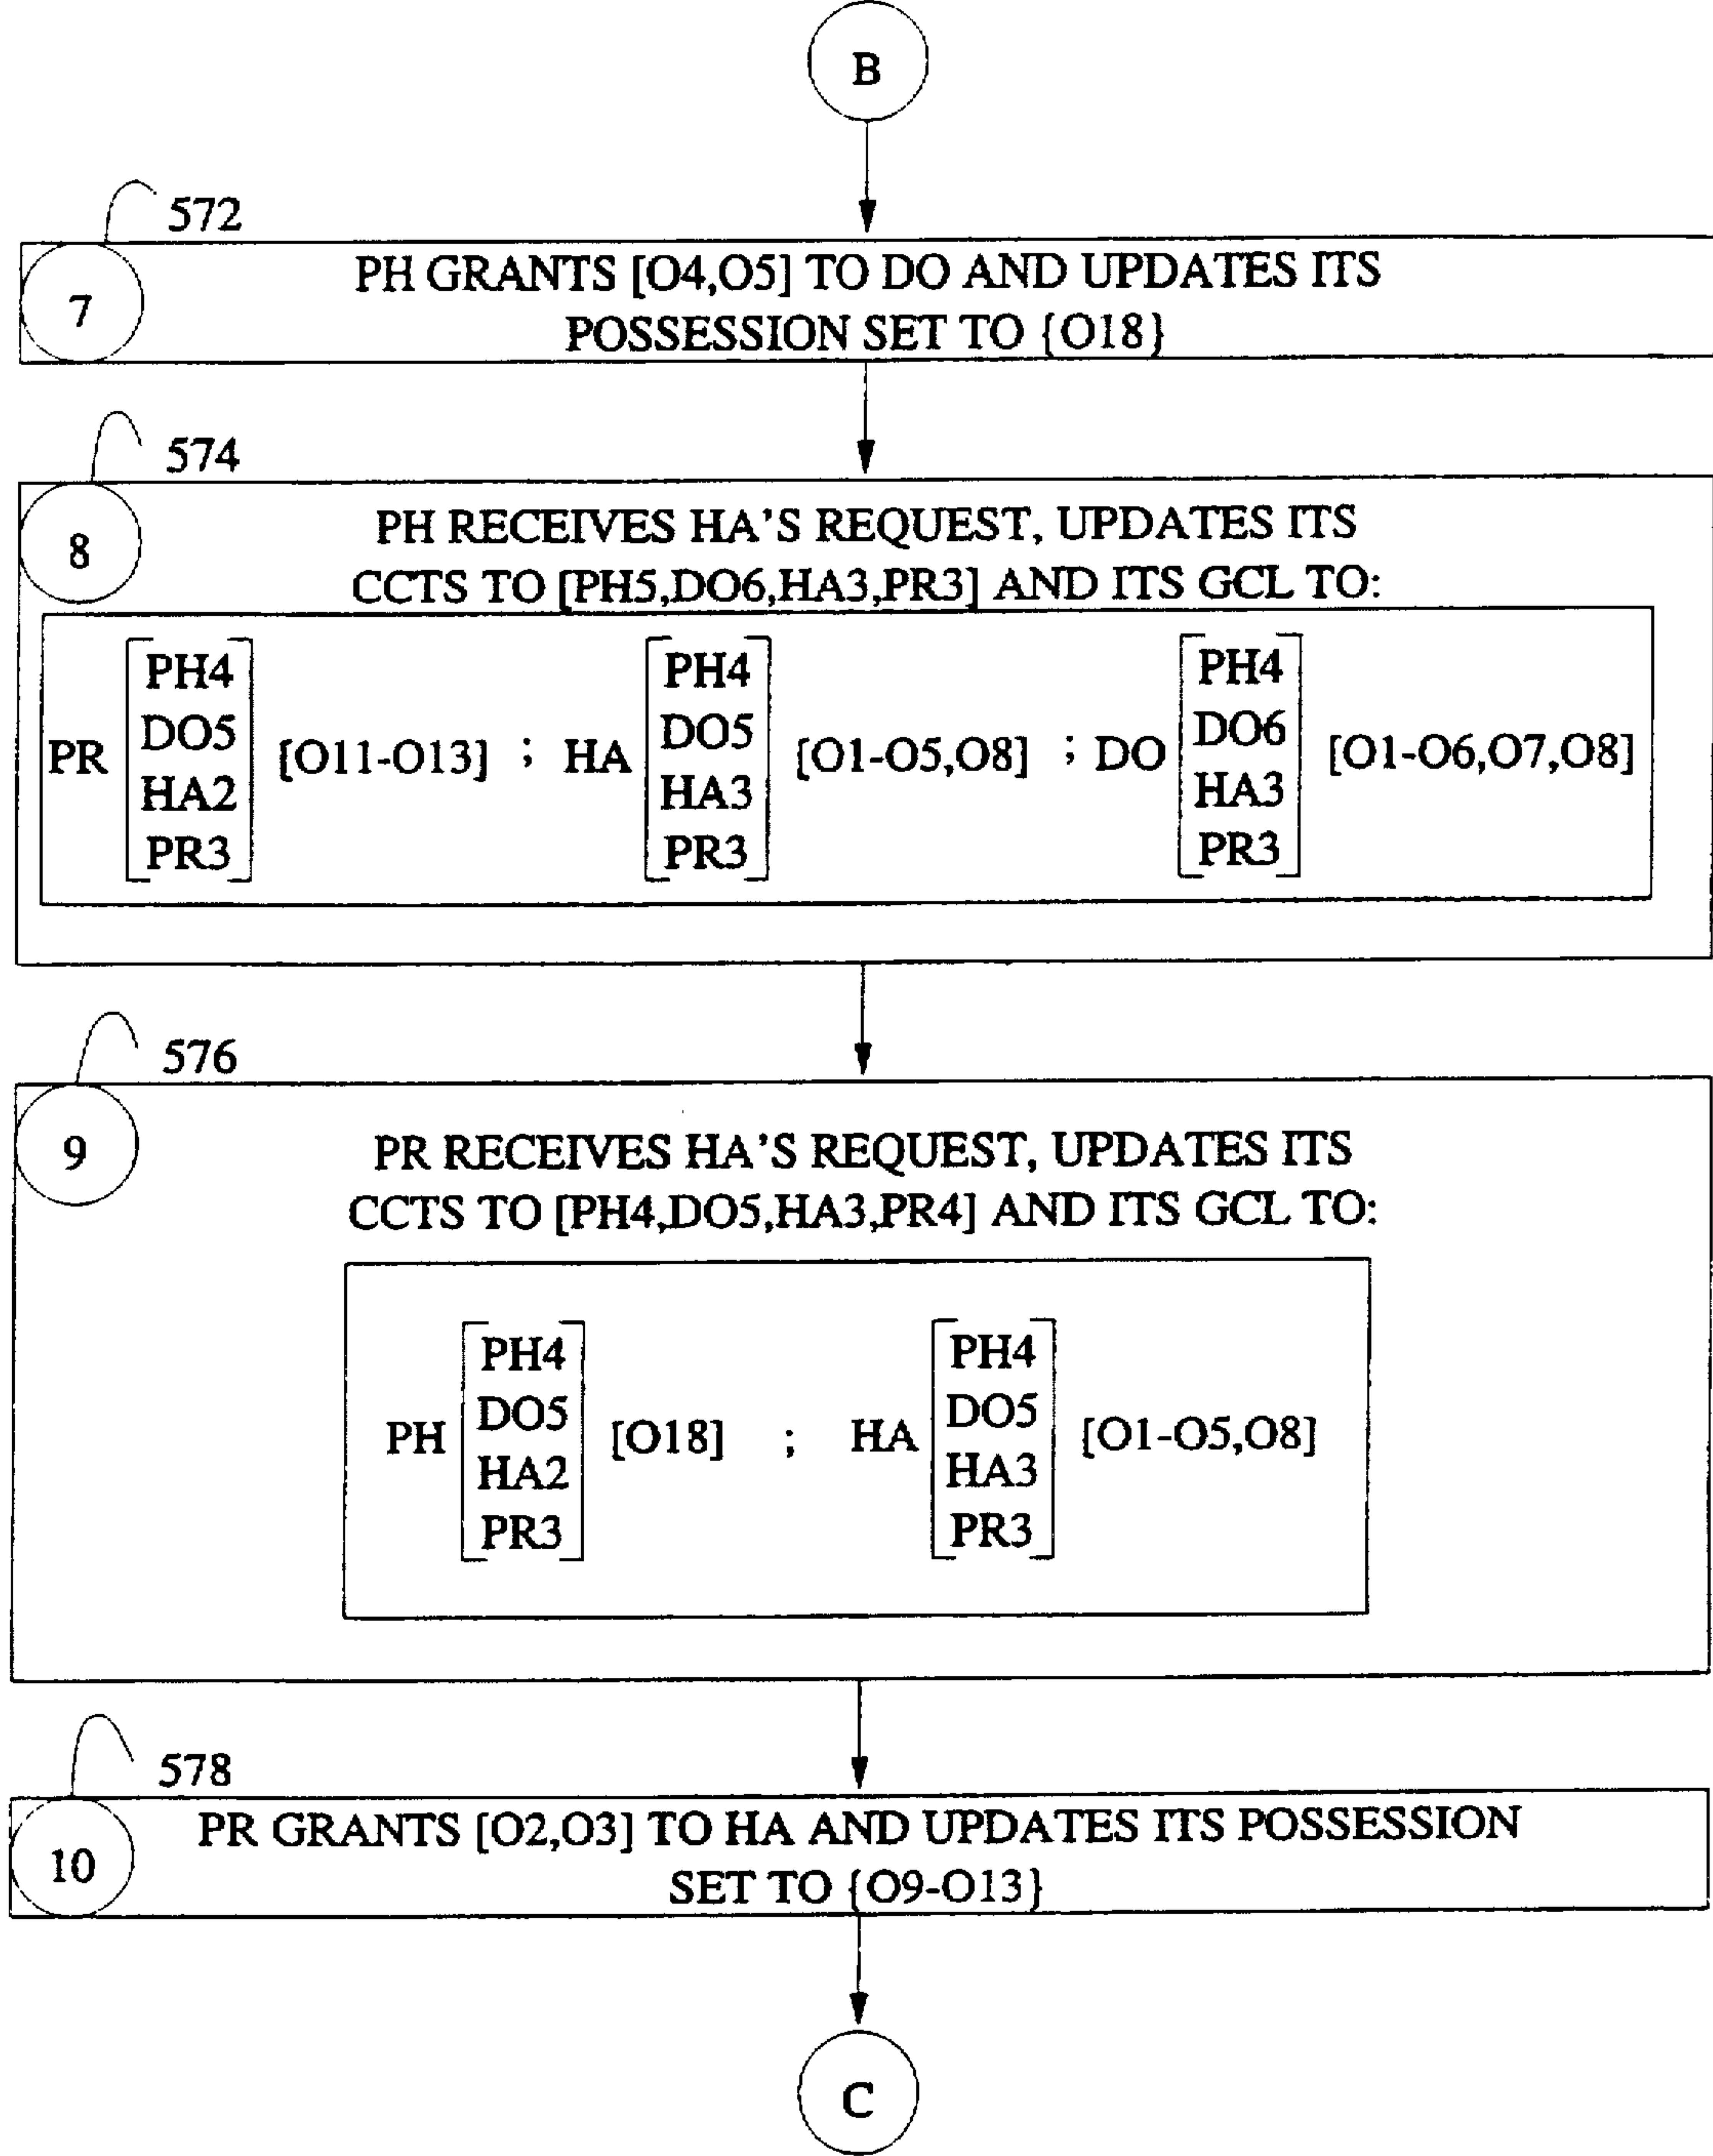 B
572
7
PH GRANTS [O4,O5] TO DO AND UPDATES ITS
POSSESSION SET TO {O18}
574
8
PH RECEIVES HA'S REQUEST, UPDATES ITS
CCTS TO [PH5,DO6,HA3,PR3] AND ITS GCL TO:
PR [PH4 DO5 HA2 PR3] [O11-O13] ; HA [PH4 DO5 HA3 PR3] [O1-O5,O8] ; DO [PH4 DO6 HA3 PR3] [O1-O6,O7,O8]
576
9
PR RECEIVES HA'S REQUEST, UPDATES ITS
CCTS TO [PH4,DO5,HA3,PR4] AND ITS GCL TO:
PH [PH4 DO5 HA2 PR3] [O18] ; HA [PH4 DO5 HA3 PR3] [O1-O5,O8]
578
10
PR GRANTS [O2,O3] TO HA AND UPDATES ITS POSSESSION
SET TO {O9-O13}
C